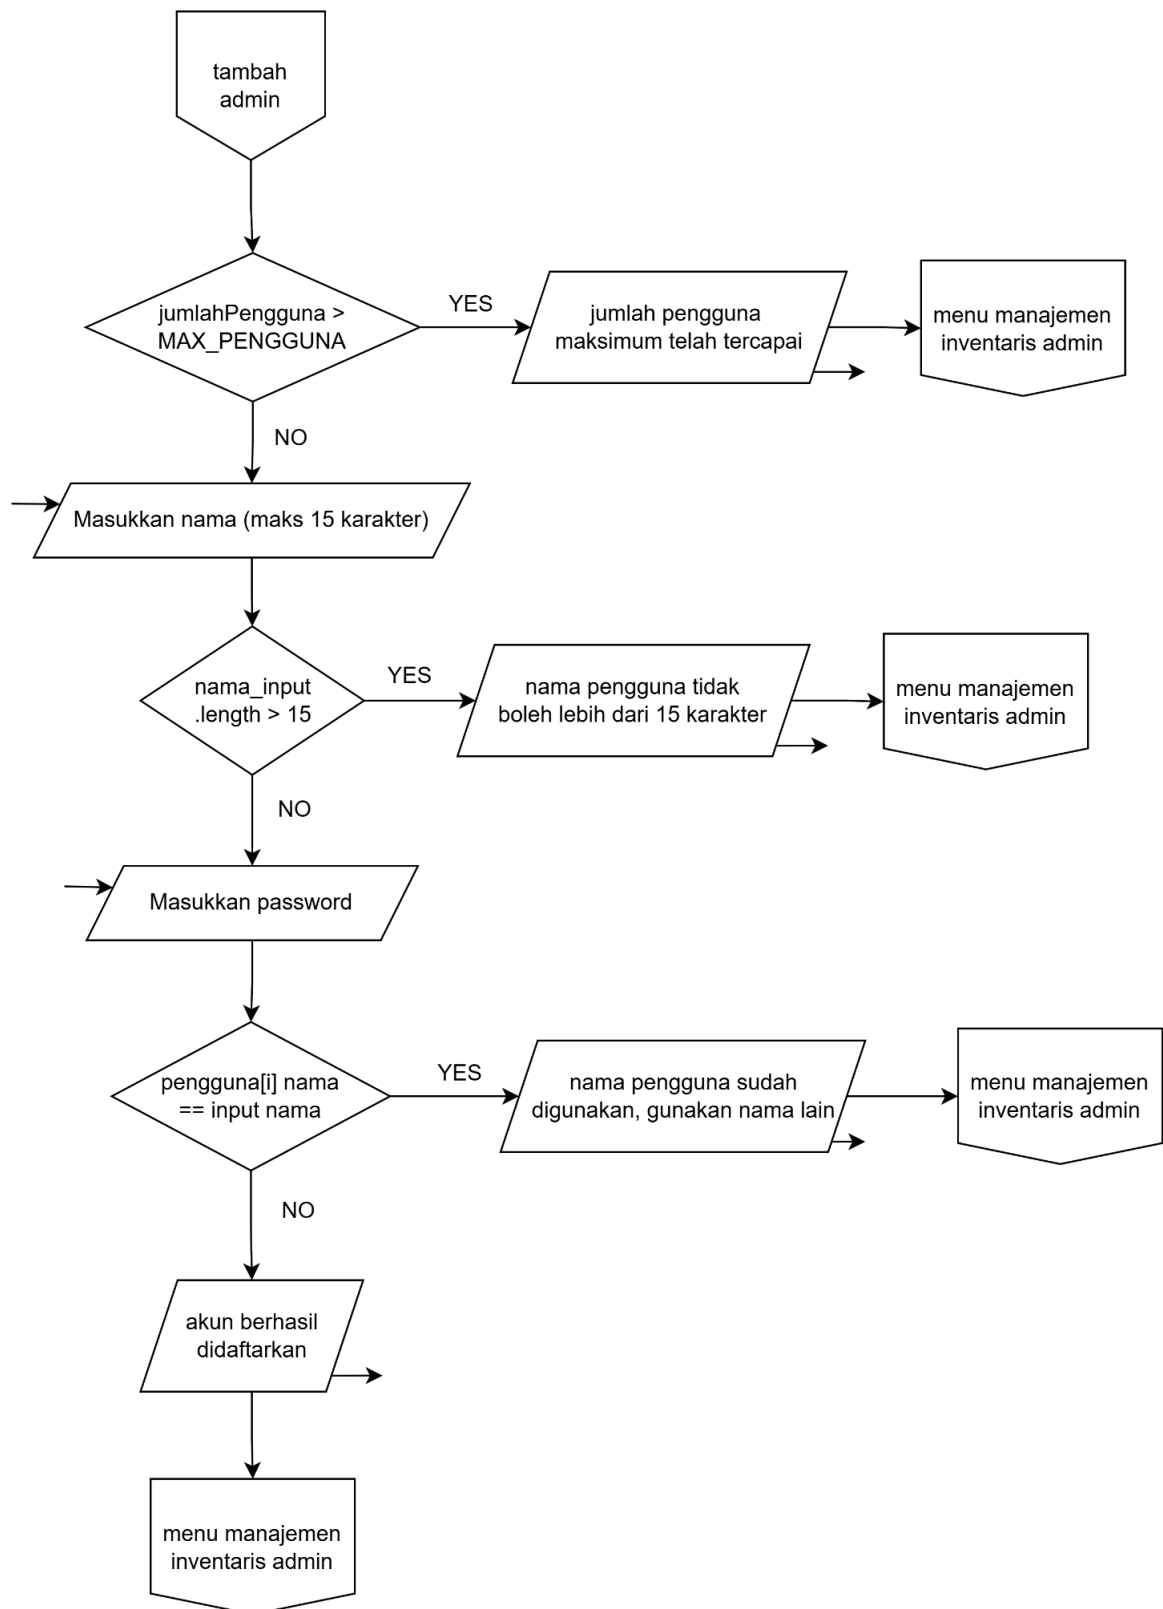 tambah
admin
jumlahPengguna >
MAX_PENGGUNA
YES
jumlah pengguna
maksimum telah tercapai
menu manajemen
inventaris admin
NO
Masukkan nama (maks 15 karakter)
nama_input
.length > 15
YES
nama pengguna tidak
boleh lebih dari 15 karakter
menu manajemen
inventaris admin
NO
Masukkan password
pengguna[i] nama
== input nama
YES
nama pengguna sudah
digunakan, gunakan nama lain
menu manajemen
inventaris admin
NO
akun berhasil
didaftarkan
menu manajemen
inventaris admin